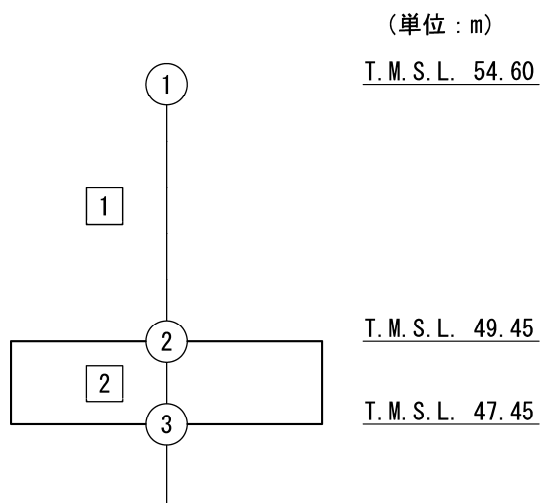 (単位:m)
① T.M.S.L. 54.60
1
② T.M.S.L. 49.45
2
③ T.M.S.L. 47.45